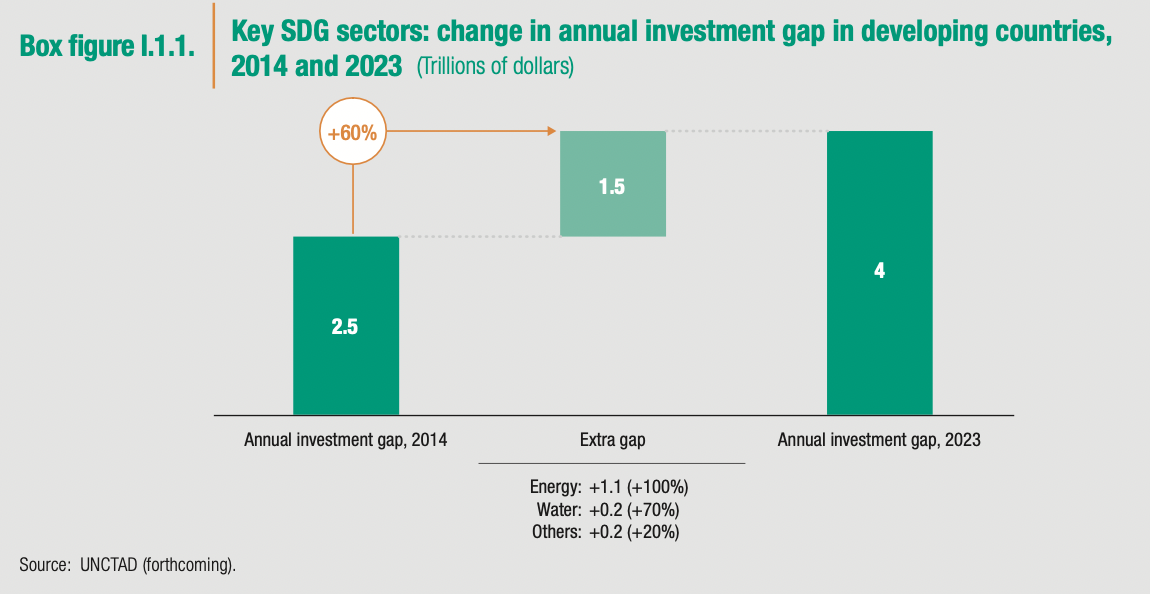 Box figure I.1.1.
Key SDG sectors: change in annual investment gap in developing countries,
2014 and 2023 (Trillions of dollars)
+60%
1.5
4
2.5
Annual investment gap, 2014
Extra gap
Annual investment gap, 2023
Energy: +1.1 (+100%)
Water: +0.2 (+70%)
Others: +0.2 (+20%)
Source: UNCTAD (forthcoming).